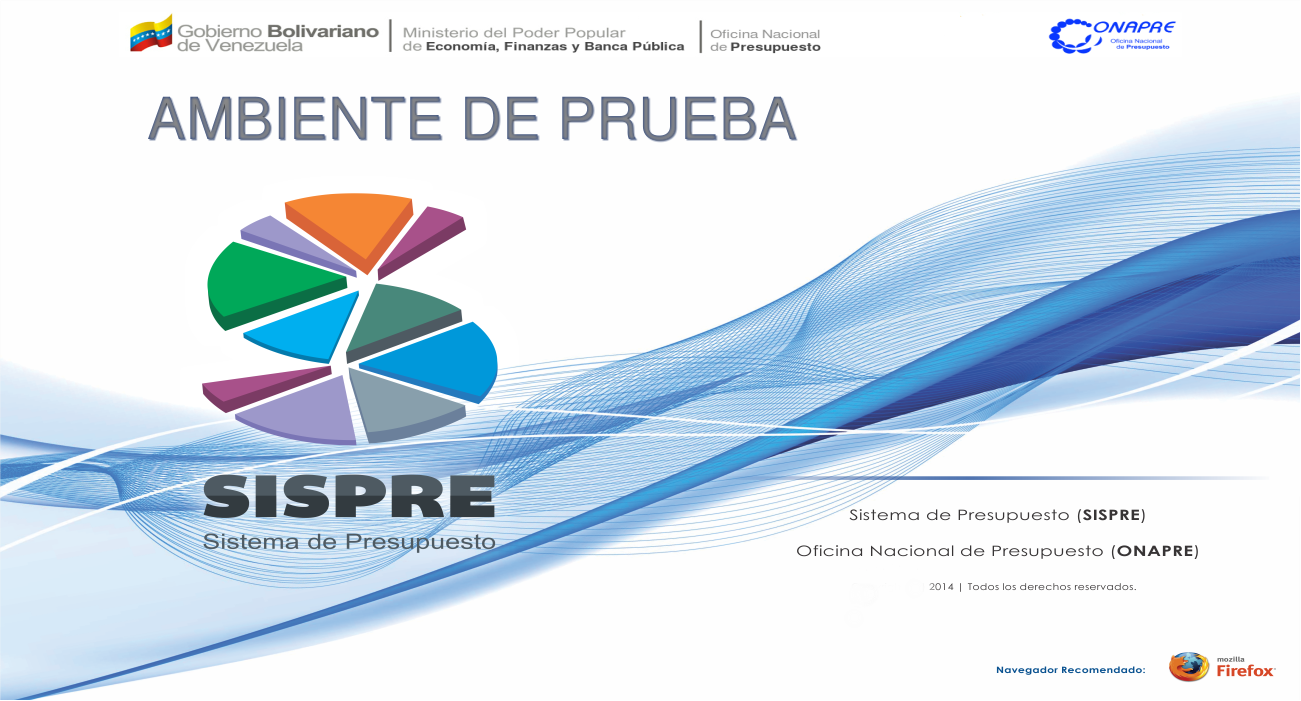 Gobierno Bolivariano
de Venezuela
Ministerio del Poder Popular
de Economía, Finanzas y Banca Pública
Oficina Nacional
de Presupuesto
ONAPRE
Oficina Nacional
de Presupuesto
AMBIENTE DE PRUEBA
SISPRE
Sistema de Presupuesto
Sistema de Presupuesto (SISPRE)
Oficina Nacional de Presupuesto (ONAPRE)
2014 | Todos los derechos reservados.
Navegador Recomendado:
mozilla
Firefox